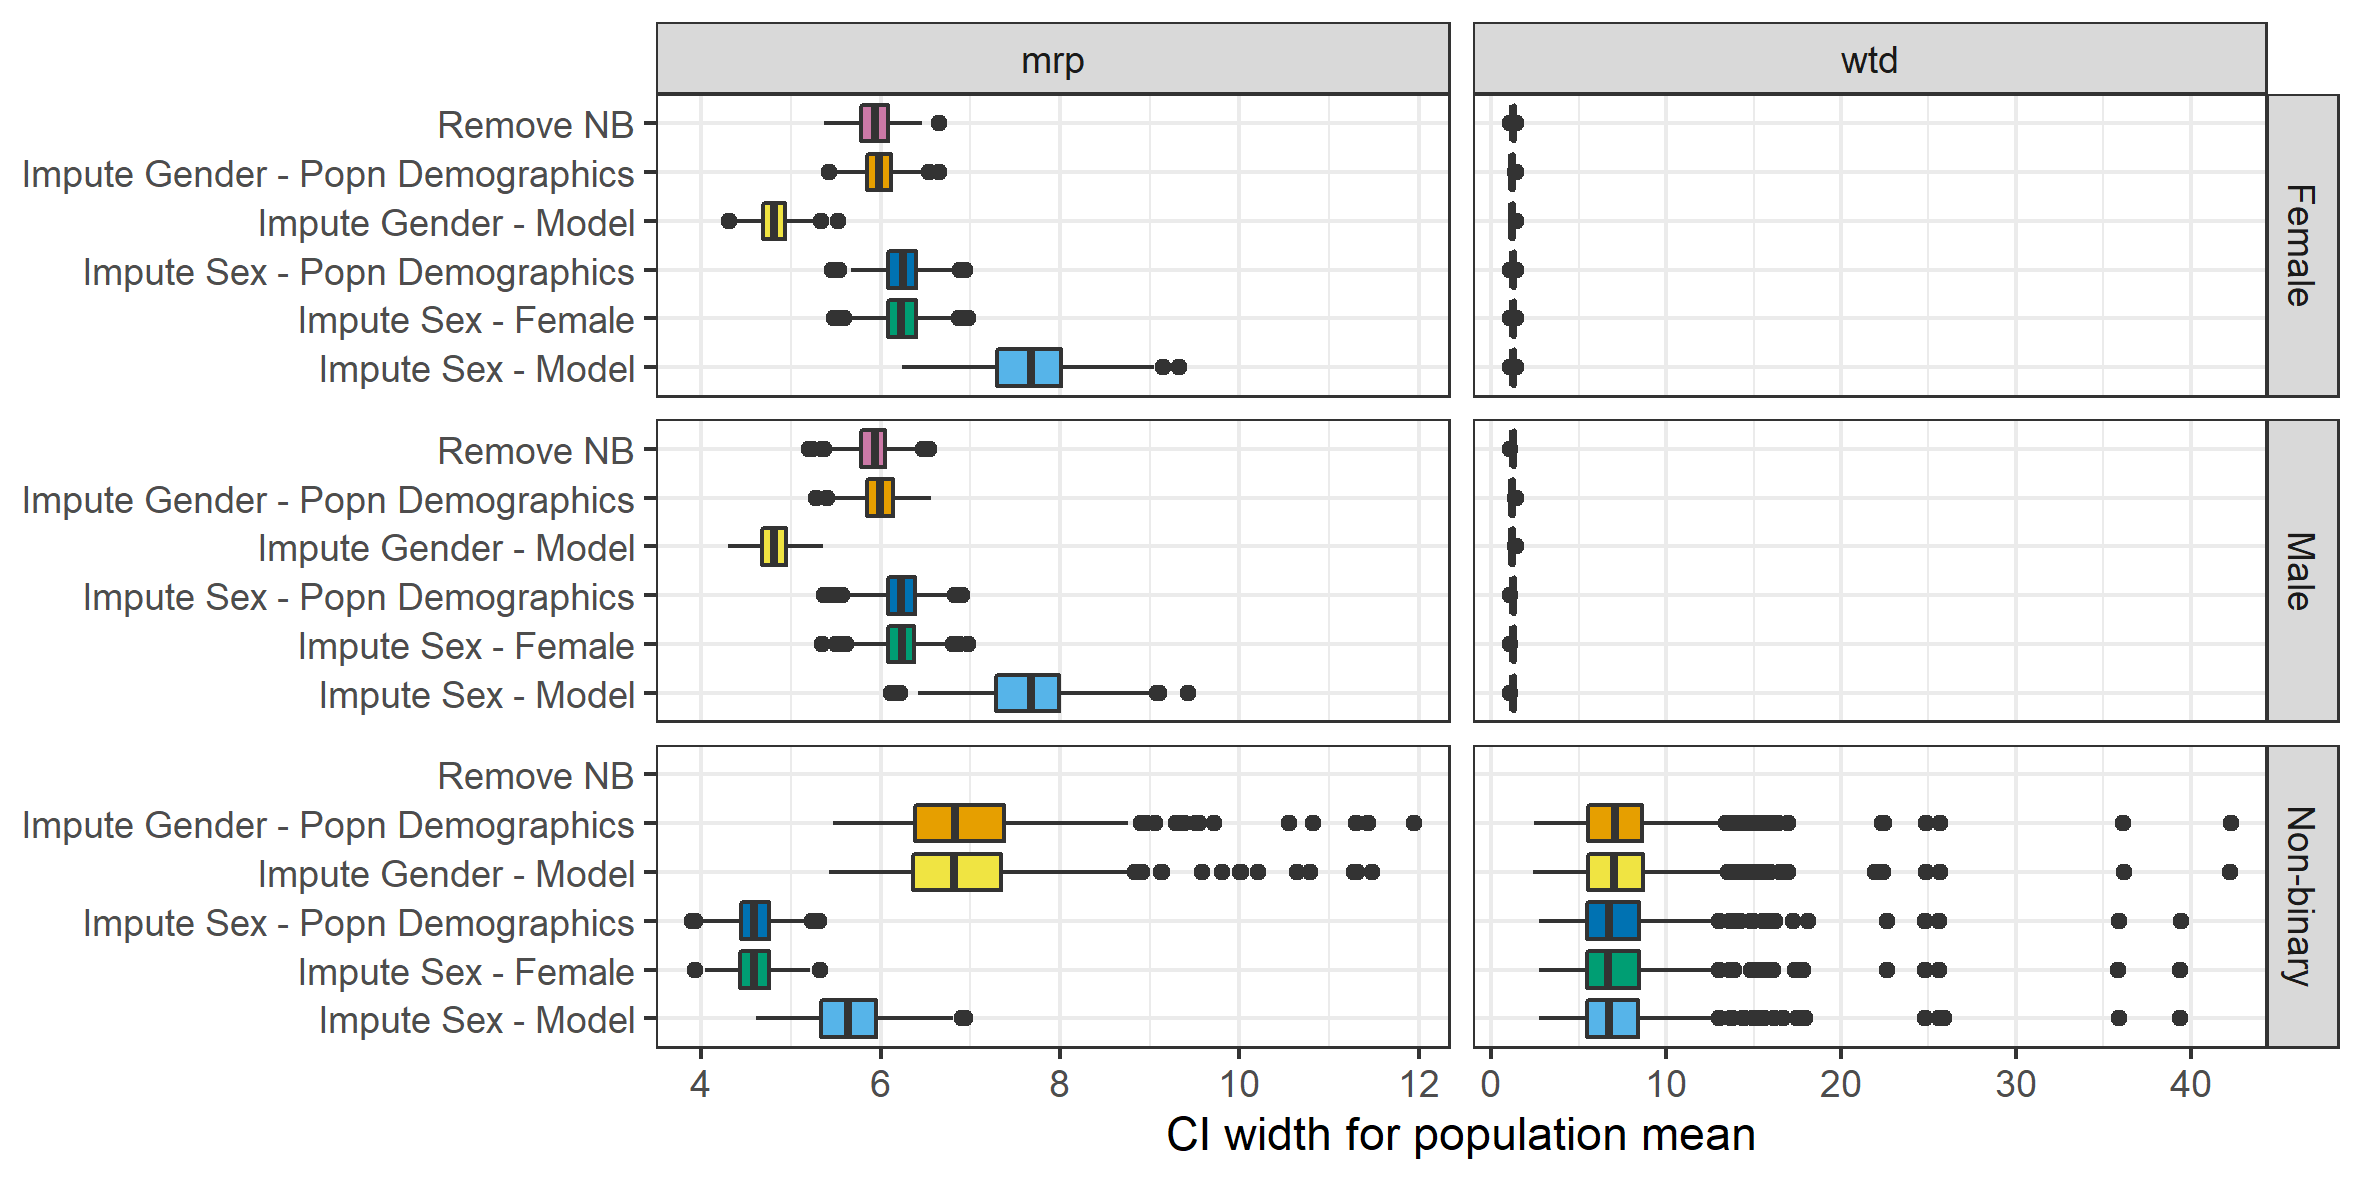 mrp
wtd
Remove NB
Impute Gender - Popn Demographics
Impute Gender - Model
Impute Sex - Popn Demographics
Impute Sex - Female
Impute Sex - Model
Female
Remove NB
Impute Gender - Popn Demographics
Impute Gender - Model
Impute Sex - Popn Demographics
Impute Sex - Female
Impute Sex - Model
Male
Remove NB
Impute Gender - Popn Demographics
Impute Gender - Model
Impute Sex - Popn Demographics
Impute Sex - Female
Impute Sex - Model
Non-binary
4 6 8 10 12
0 10 20 30 40
CI width for population mean